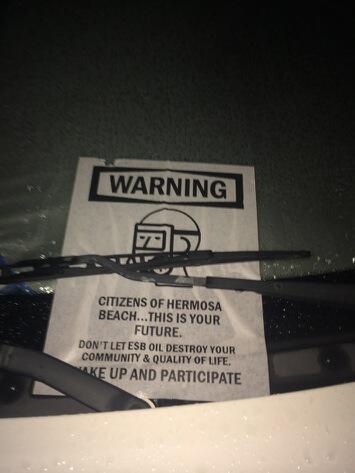 WARNING
CITIZENS OF HERMOSA
BEACH...THIS IS YOUR
FUTURE.
DON'T LET ESB OIL DESTROY YOUR
COMMUNITY & QUALITY OF LIFE.
WAKE UP AND PARTICIPATE